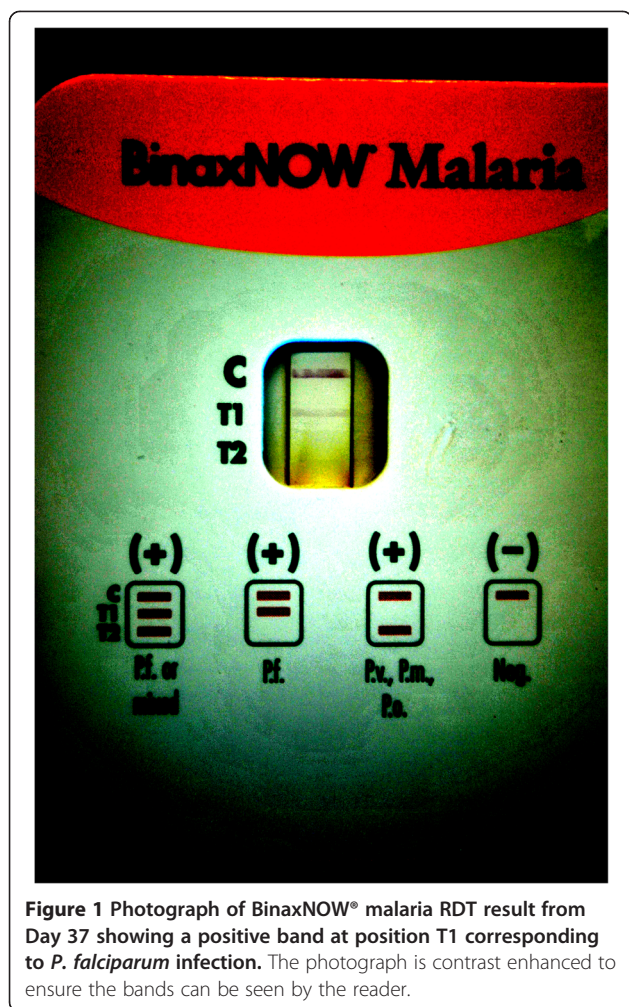 BinaxNOW™ Malaria
C
T1
T2
(+) (+) (+) (-)
C
T1
T2
P.f. or mixed
P.f.
P.v., P.m., P.o.
Neg.
Figure 1 Photograph of BinaxNOW® malaria RDT result from
Day 37 showing a positive band at position T1 corresponding
to P. falciparum infection. The photograph is contrast enhanced to
ensure the bands can be seen by the reader.